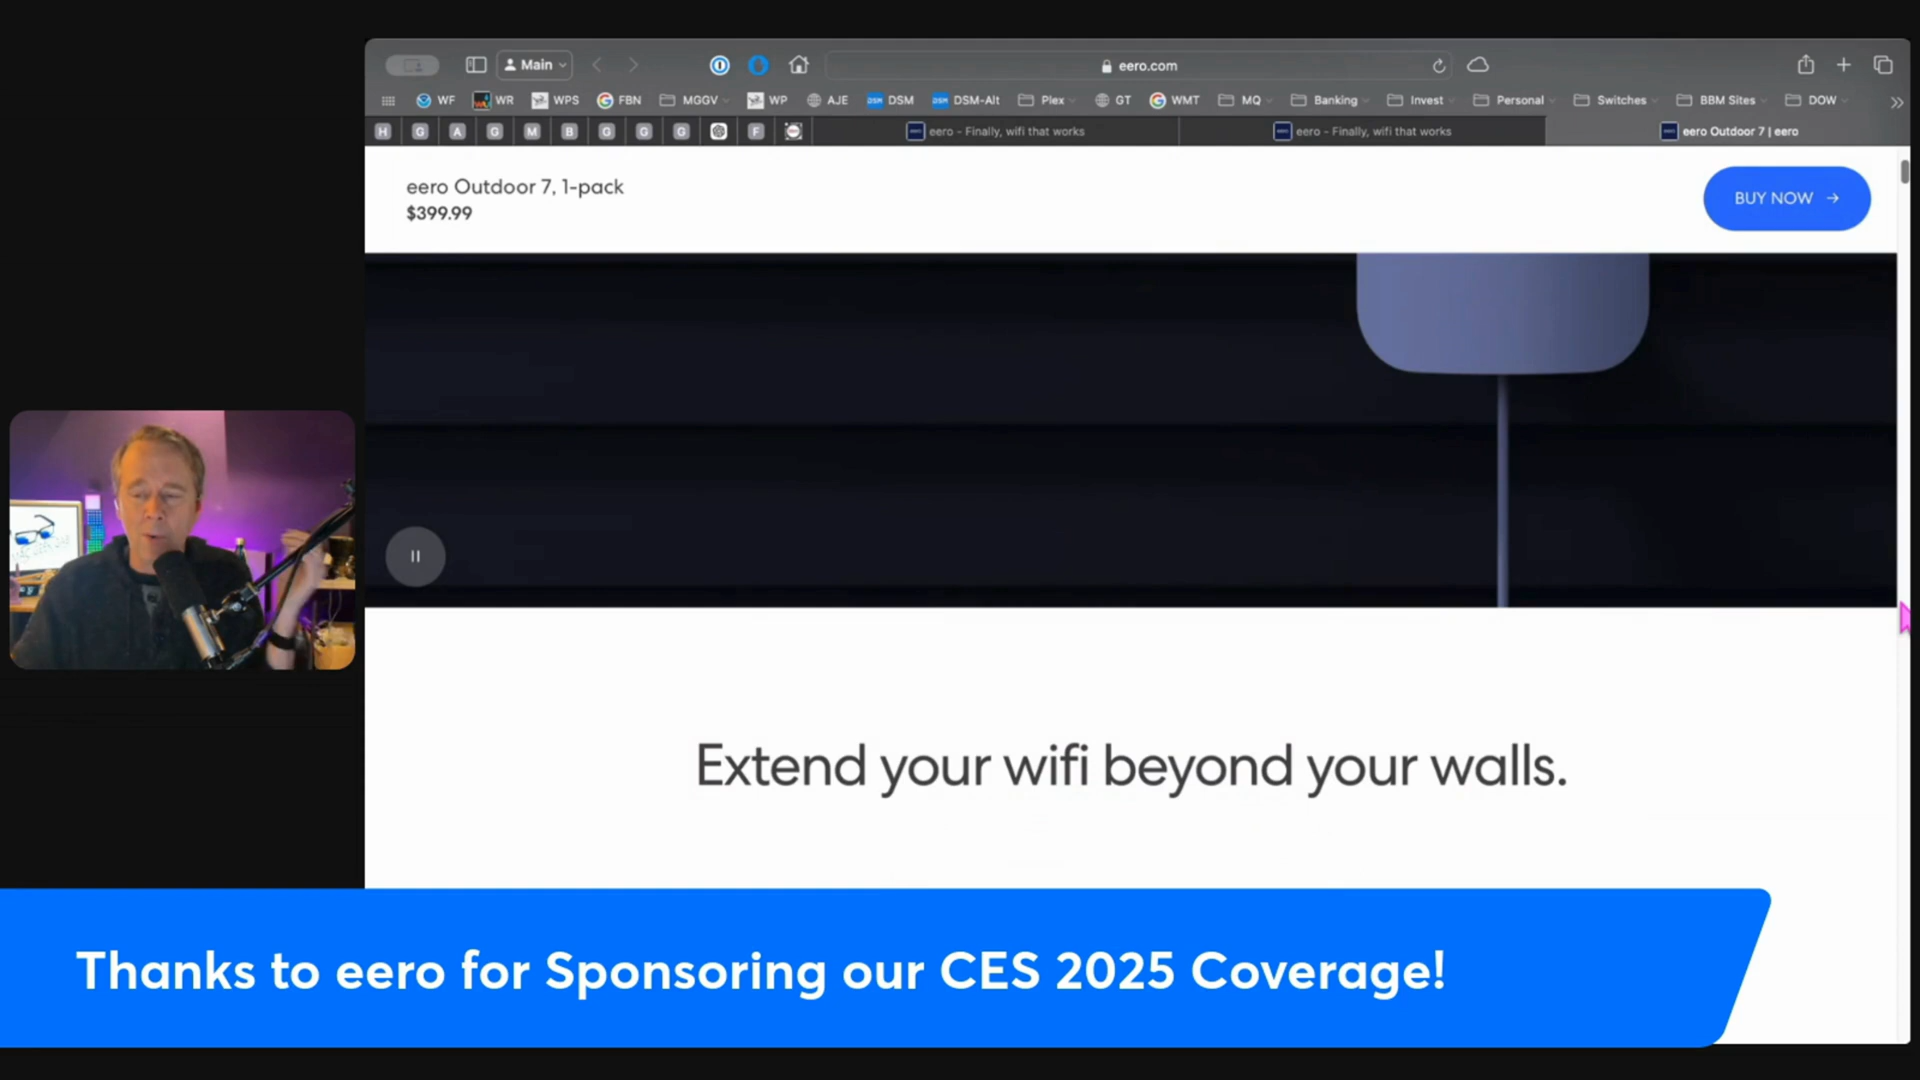 Main
eero.com
WF WR WPS FBN MGGV WP AJE DSM DSM-Alt Plex GT WMT MQ Banking Invest Personal Switches BBM Sites DOW
H G A G M B G G G F eero - Finally, wifi that works eero - Finally, wifi that works eero Outdoor 7 | eero
eero Outdoor 7, 1-pack
$399.99
BUY NOW →
Extend your wifi beyond your walls.
Thanks to eero for Sponsoring our CES 2025 Coverage!